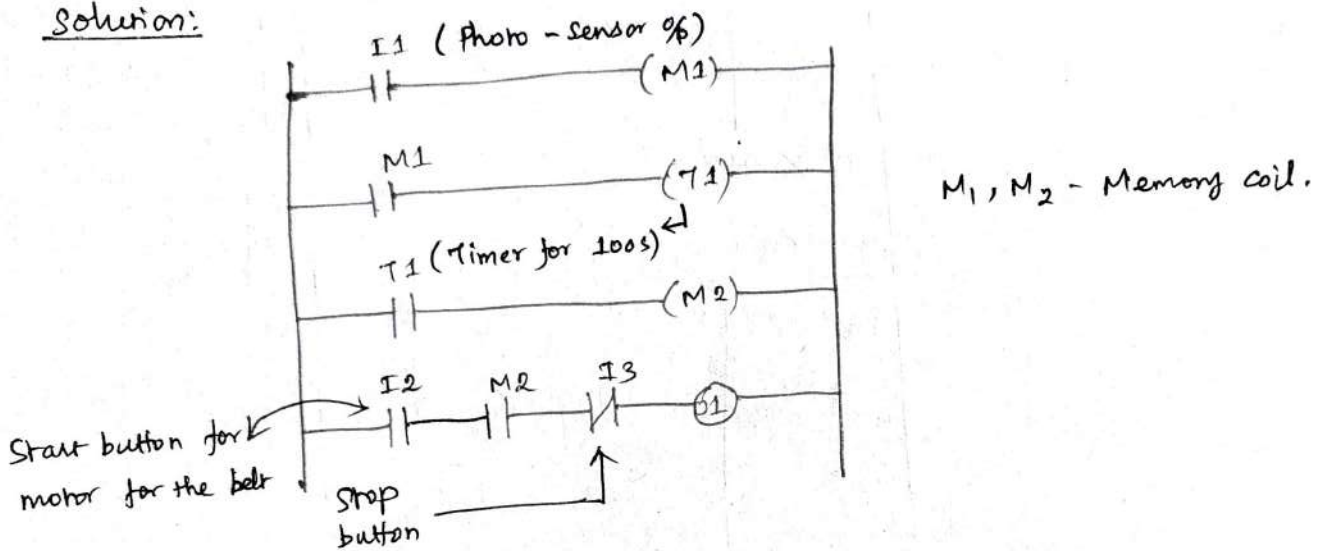 Solution:
I1 (Photo-sensor o/p)
(M1)
M1
(T1)
M1, M2 - Memory coil.
T1 (Timer for 100s)
(M2)
I2 M2 I3
Start button for
motor for the belt
stop
button